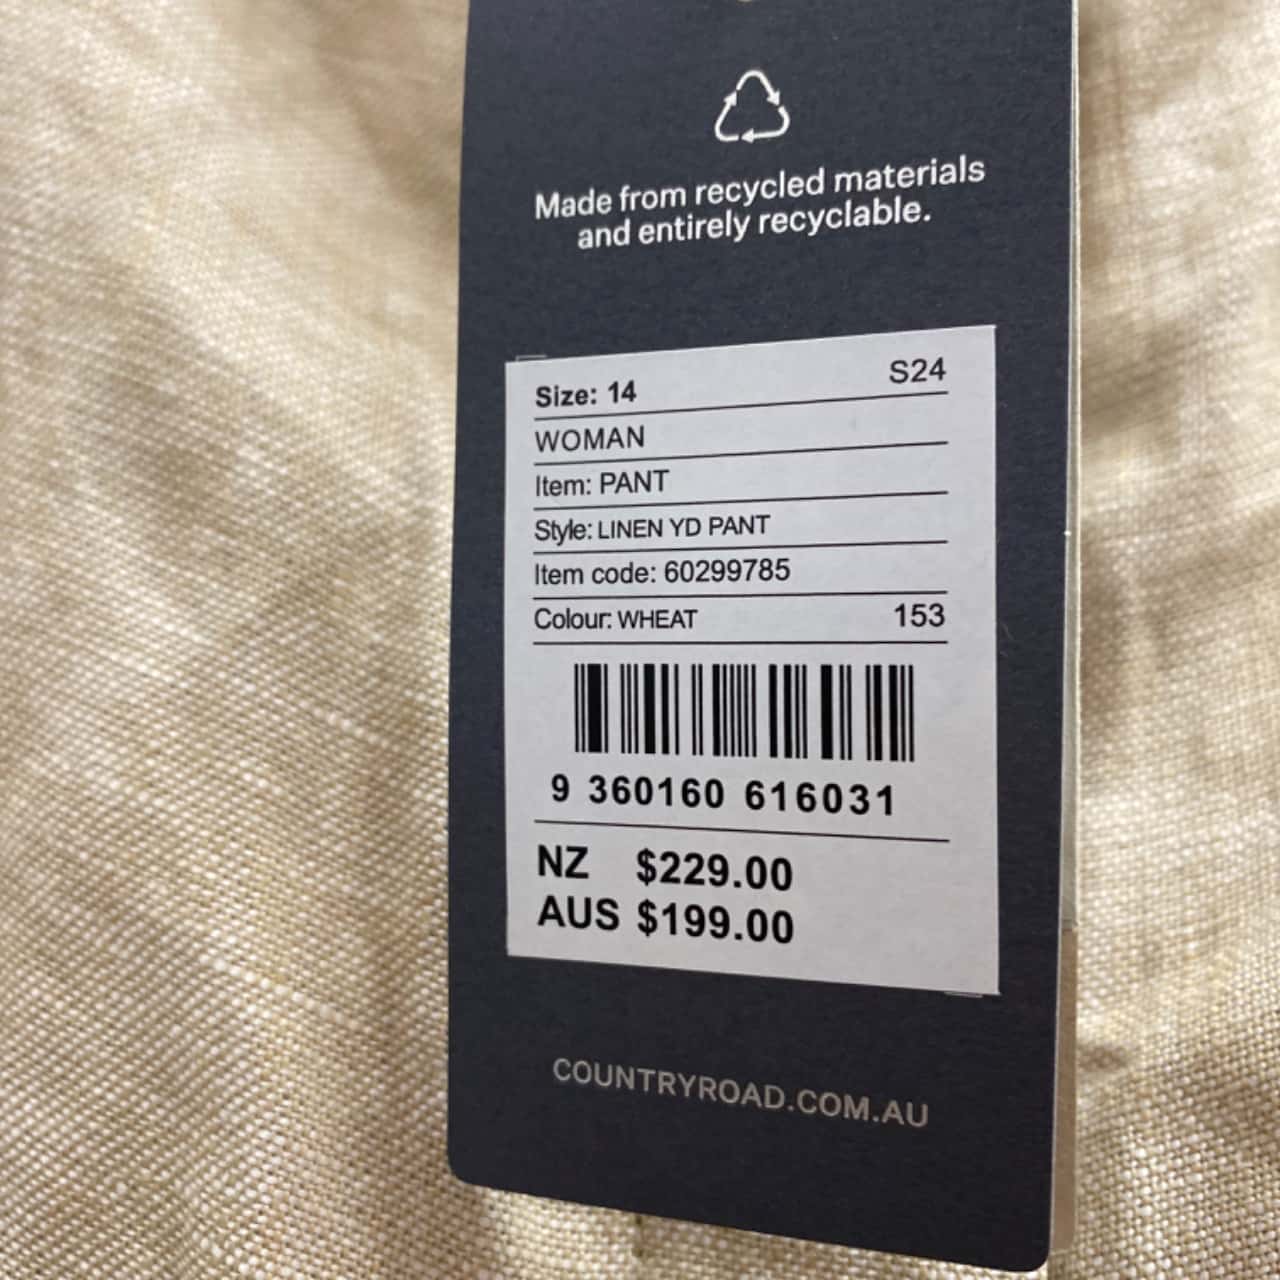 Made from recycled materials
and entirely recyclable.
Size: 14 S24
WOMAN
Item: PANT
Style: LINEN YD PANT
Item code: 60299785
Colour: WHEAT 153
9 360160 616031
NZ $229.00
AUS $199.00
COUNTRYROAD.COM.AU